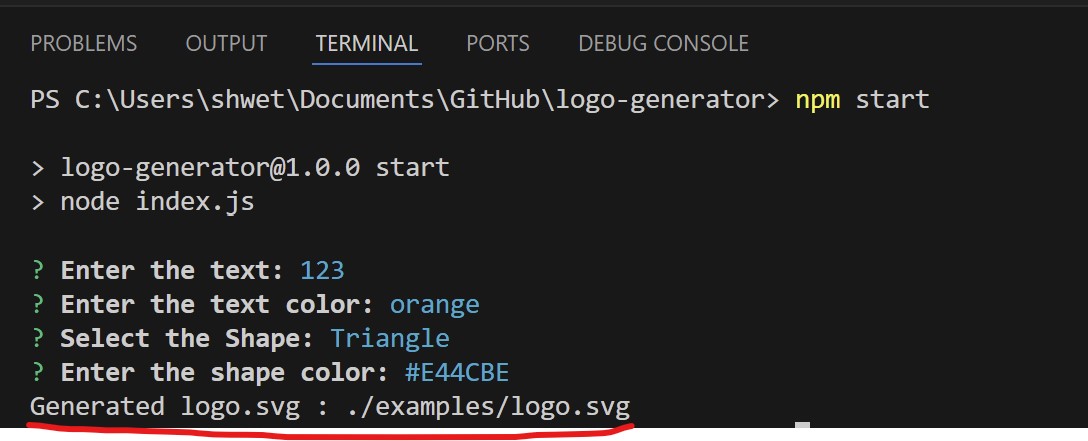 PROBLEMS OUTPUT TERMINAL PORTS DEBUG CONSOLE
PS C:\Users\shwet\Documents\GitHub\logo-generator> npm start
> logo-generator@1.0.0 start
> node index.js
? Enter the text: 123
? Enter the text color: orange
? Select the Shape: Triangle
? Enter the shape color: #E44CBE
Generated logo.svg : ./examples/logo.svg